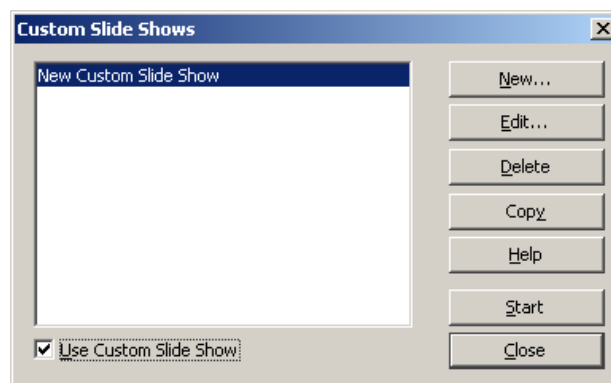 Custom Slide Shows
New Custom Slide Show
New...
Edit...
Delete
Copy
Help
Start
Use Custom Slide Show
Close